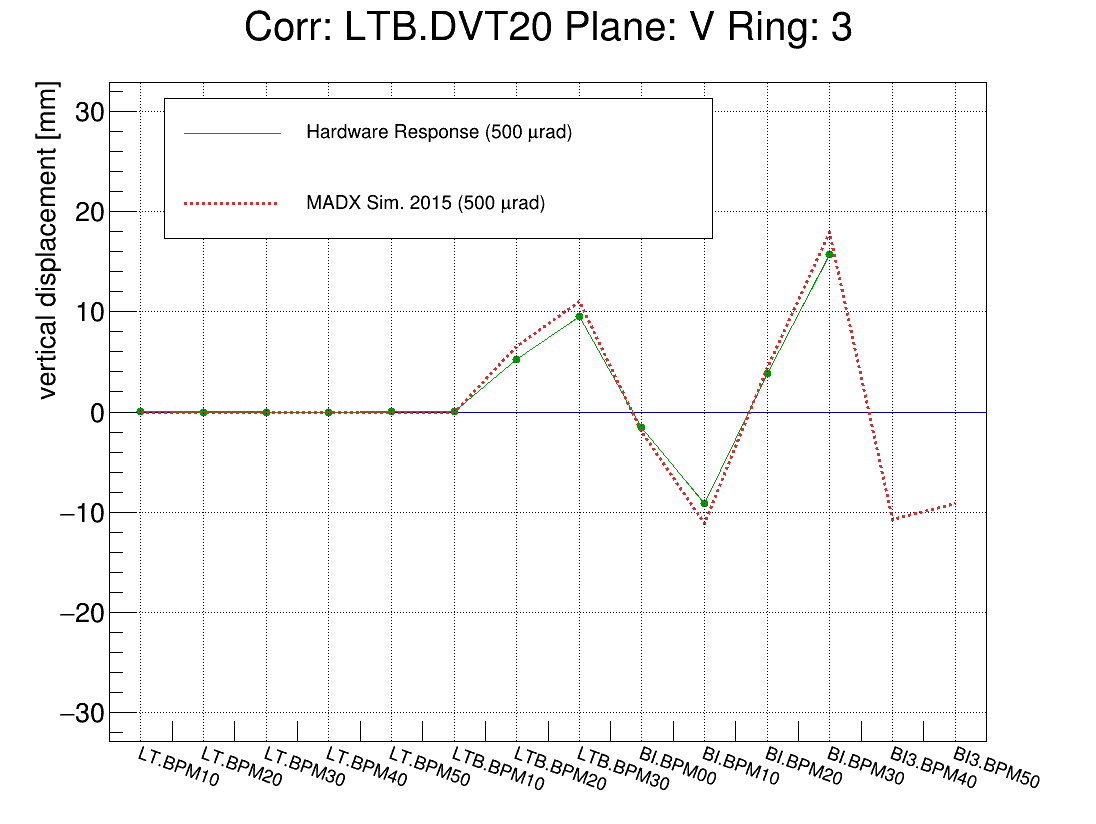 Corr: LTB.DVT20 Plane: V Ring: 3
vertical displacement [mm]
30
20
10
0
−10
−20
−30
Hardware Response (500 μrad)
MADX Sim. 2015 (500 μrad)
LT.BPM10
LT.BPM20
LT.BPM30
LT.BPM40
LT.BPM50
LTB.BPM10
LTB.BPM20
LTB.BPM30
BI.BPM00
BI.BPM10
BI.BPM20
BI.BPM30
BI3.BPM40
BI3.BPM50